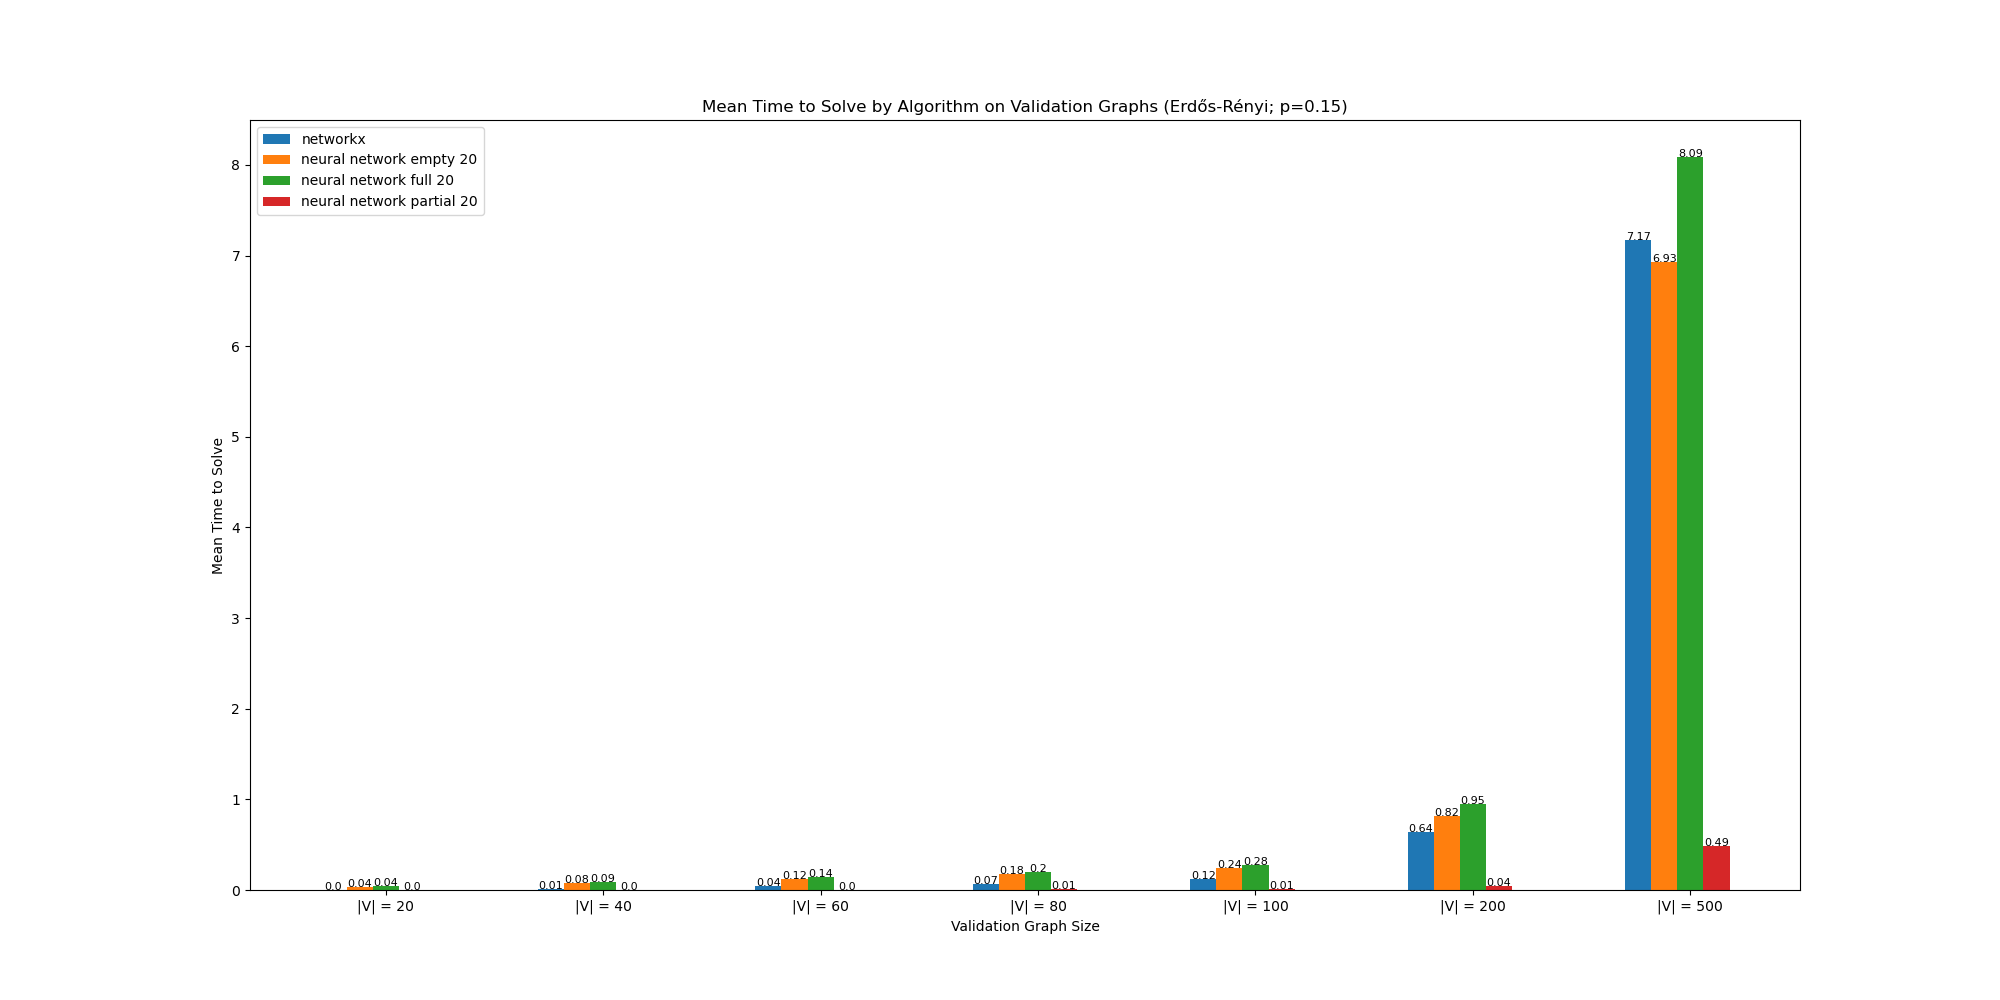 Mean Time to Solve by Algorithm on Validation Graphs (Erdős-Rényi; p=0.15)
networkx
neural network empty 20
neural network full 20
neural network partial 20
Mean Time to Solve
8
7
6
5
4
3
2
1
0
0.0 0.04 0.04 0.0
0.01 0.08 0.09 0.0
0.04 0.12 0.14 0.0
0.07 0.18 0.2 0.01
0.12 0.24 0.28 0.01
0.64 0.82 0.95 0.04
7.17 6.93 8.09 0.49
|V| = 20 |V| = 40 |V| = 60 |V| = 80 |V| = 100 |V| = 200 |V| = 500
Validation Graph Size